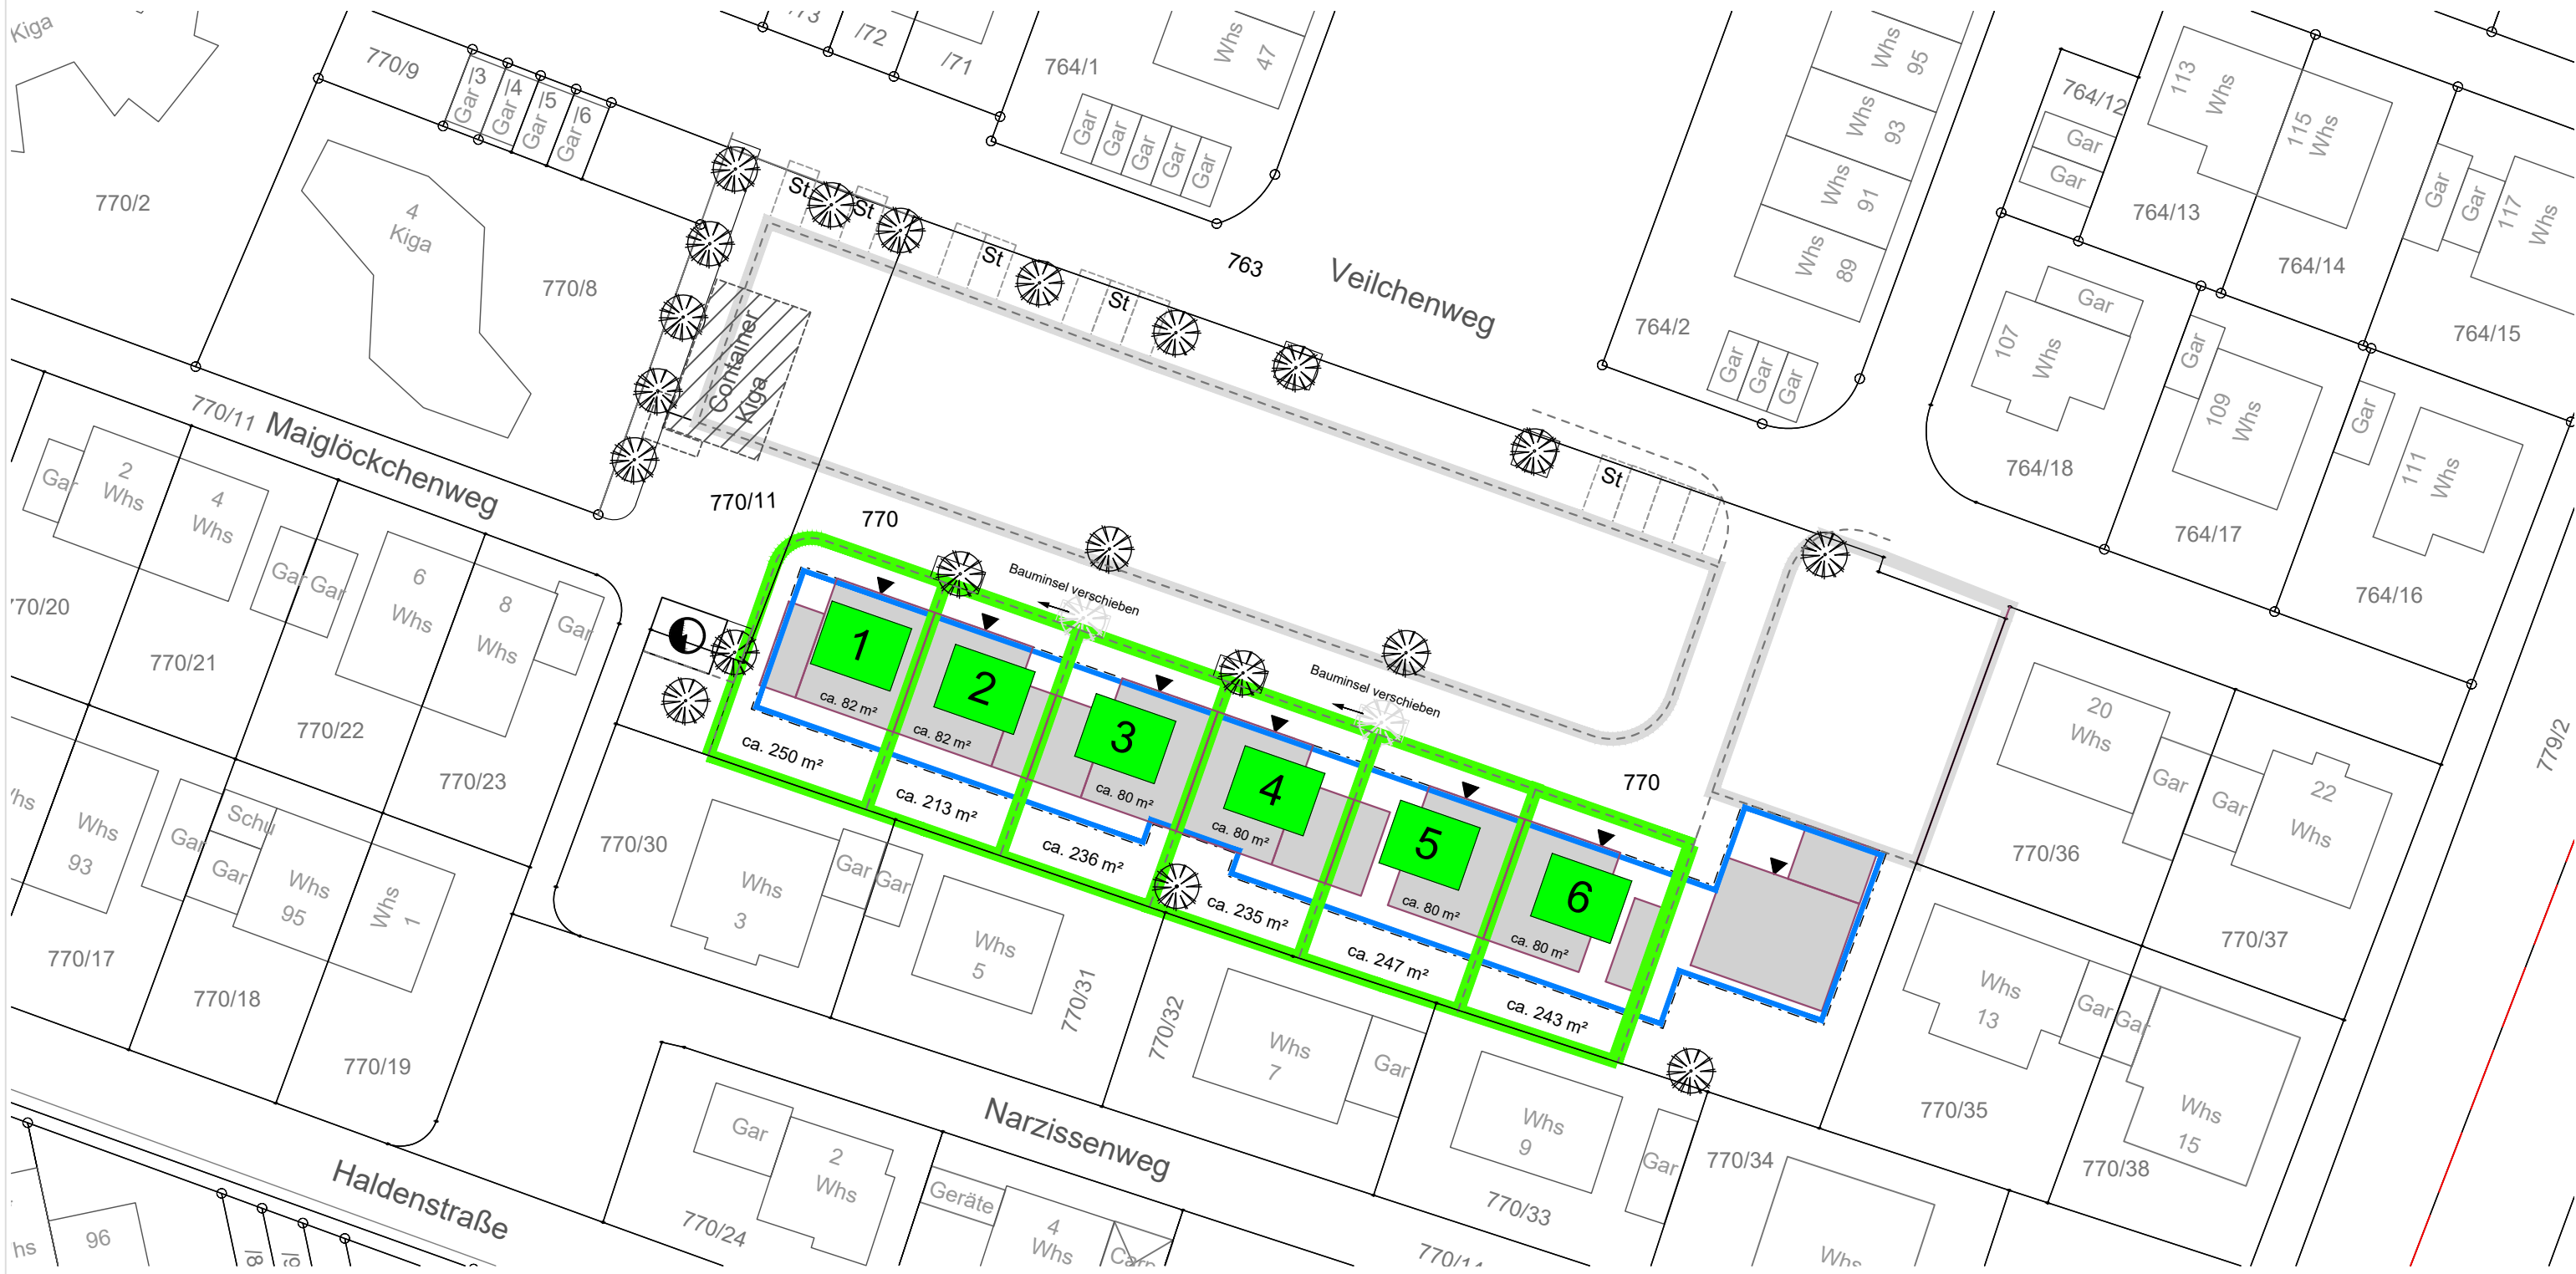 Kiga
770/9
/3
Gar
/4
Gar
/5
Gar
/6
Gar
/73
/72
/71
764/1
Whs
47
Gar
Gar
Gar
Gar
Gar
Whs
95
Whs
93
Whs
91
Whs
89
764/2
Gar
Gar
Gar
764/12
Gar
Gar
113
Whs
115
Whs
764/13
764/14
Gar
Gar
117
Whs
764/15
770/2
4
Kiga
770/8
St
St
St
St
St
763
Veilchenweg
Container
Kiga
107
Whs
Gar
764/18
Gar
109
Whs
764/17
Gar
111
Whs
764/16
779/2
770/11
Maiglöckchenweg
770/11
770
Gar
2
Whs
4
Whs
Gar
Gar
6
Whs
8
Whs
Gar
770/20
770/21
770/22
770/23
Bauminsel verschieben
Bauminsel verschieben
770
1
ca. 82 m²
ca. 250 m²
2
ca. 82 m²
ca. 213 m²
3
ca. 80 m²
ca. 236 m²
4
ca. 80 m²
ca. 235 m²
5
ca. 80 m²
ca. 247 m²
6
ca. 80 m²
ca. 243 m²
20
Whs
Gar
Gar
22
Whs
770/36
770/37
Whs
Whs
93
Gar
Schu
Gar
Whs
95
Whs
1
770/17
770/18
770/19
770/30
Whs
3
Gar
Gar
Whs
5
770/31
770/32
Whs
7
Gar
Whs
9
Gar
770/33
770/34
Whs
13
Gar
Gar
Whs
15
770/35
770/38
Haldenstraße
Narzissenweg
Gar
2
Whs
770/24
Geräte
4
Whs
Carp
770/14
Whs
96
hs
/8
/9